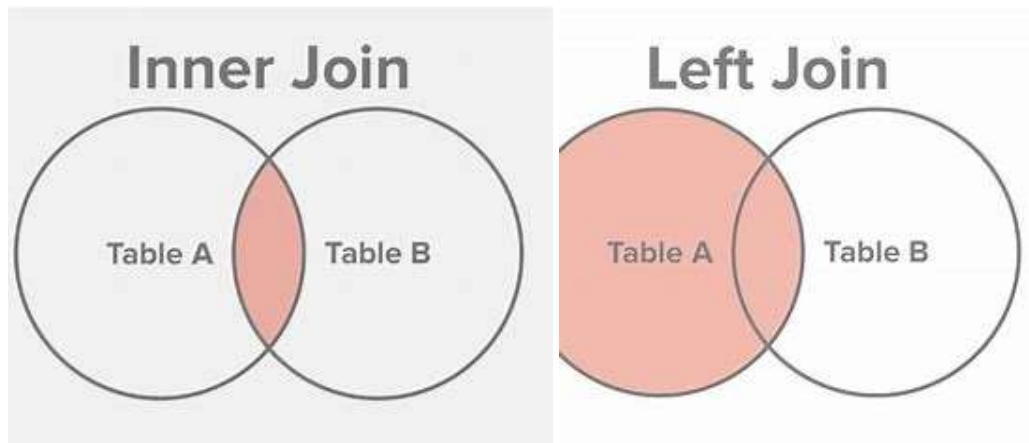 Inner Join
Table A
Table B
Left Join
Table A
Table B